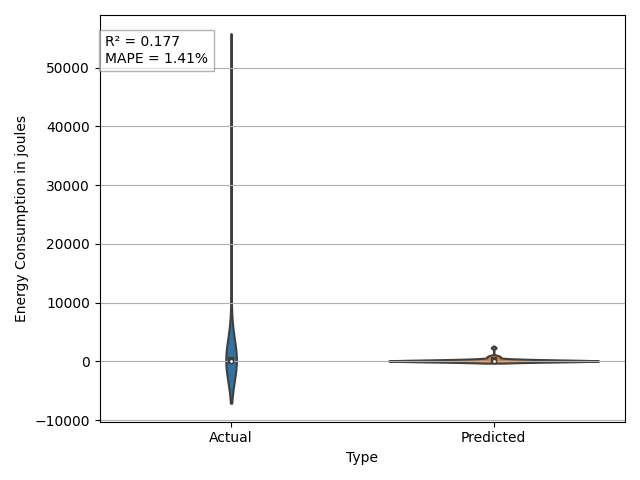 R² = 0.177
MAPE = 1.41%
50000
40000
30000
20000
10000
0
−10000
Energy Consumption in joules
Actual
Predicted
Type